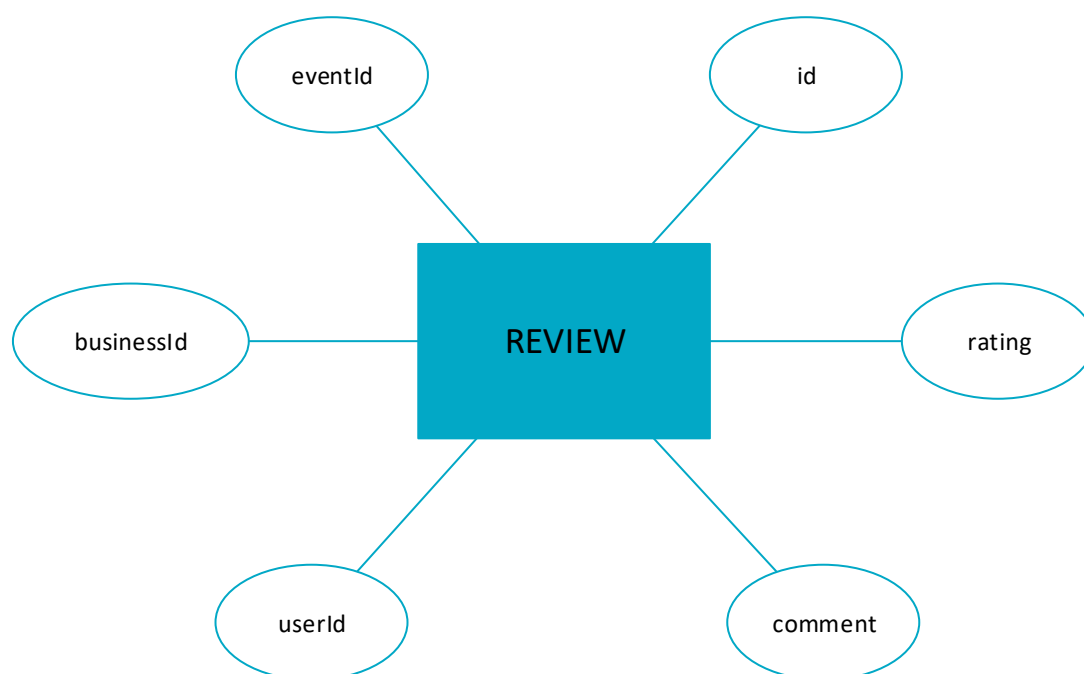 eventId
id
businessId
REVIEW
rating
userId
comment